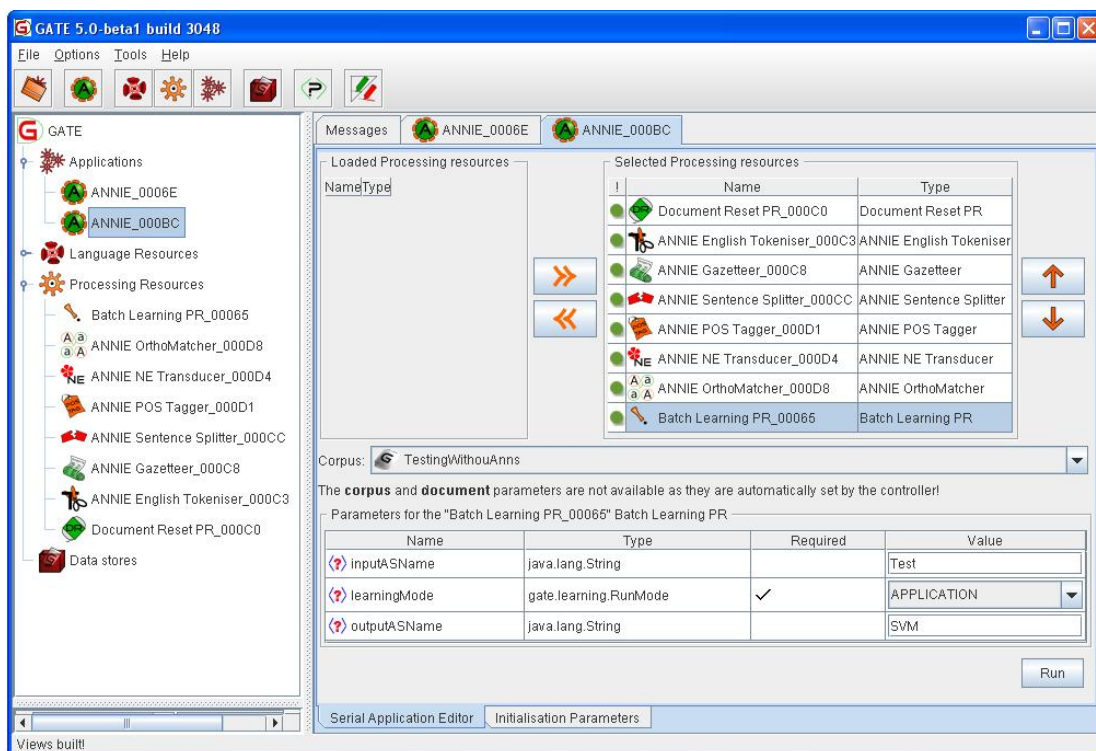 GATE 5.0-beta1 build 3048
File Options Tools Help
GATE
Applications
ANNIE_0006E
ANNIE_000BC
Language Resources
Processing Resources
Batch Learning PR_00065
ANNIE OrthoMatcher_000D8
ANNIE NE Transducer_000D4
ANNIE POS Tagger_000D1
ANNIE Sentence Splitter_000CC
ANNIE Gazetteer_000C8
ANNIE English Tokeniser_000C3
Document Reset PR_000C0
Data stores
Messages ANNIE_0006E ANNIE_000BC
Loaded Processing resources
Name Type
Selected Processing resources
! Name Type
Document Reset PR_000C0 Document Reset PR
ANNIE English Tokeniser_000C3 ANNIE English Tokeniser
ANNIE Gazetteer_000C8 ANNIE Gazetteer
ANNIE Sentence Splitter_000CC ANNIE Sentence Splitter
ANNIE POS Tagger_000D1 ANNIE POS Tagger
ANNIE NE Transducer_000D4 ANNIE NE Transducer
ANNIE OrthoMatcher_000D8 ANNIE OrthoMatcher
Batch Learning PR_00065 Batch Learning PR
Corpus: TestingWithouAnns
The corpus and document parameters are not available as they are automatically set by the controller!
Parameters for the "Batch Learning PR_00065" Batch Learning PR
Name Type Required Value
<?> inputASName java.lang.String Test
<?> learningMode gate.learning.RunMode ✓ APPLICATION
<?> outputASName java.lang.String SVM
Run
Serial Application Editor Initialisation Parameters
Views built!